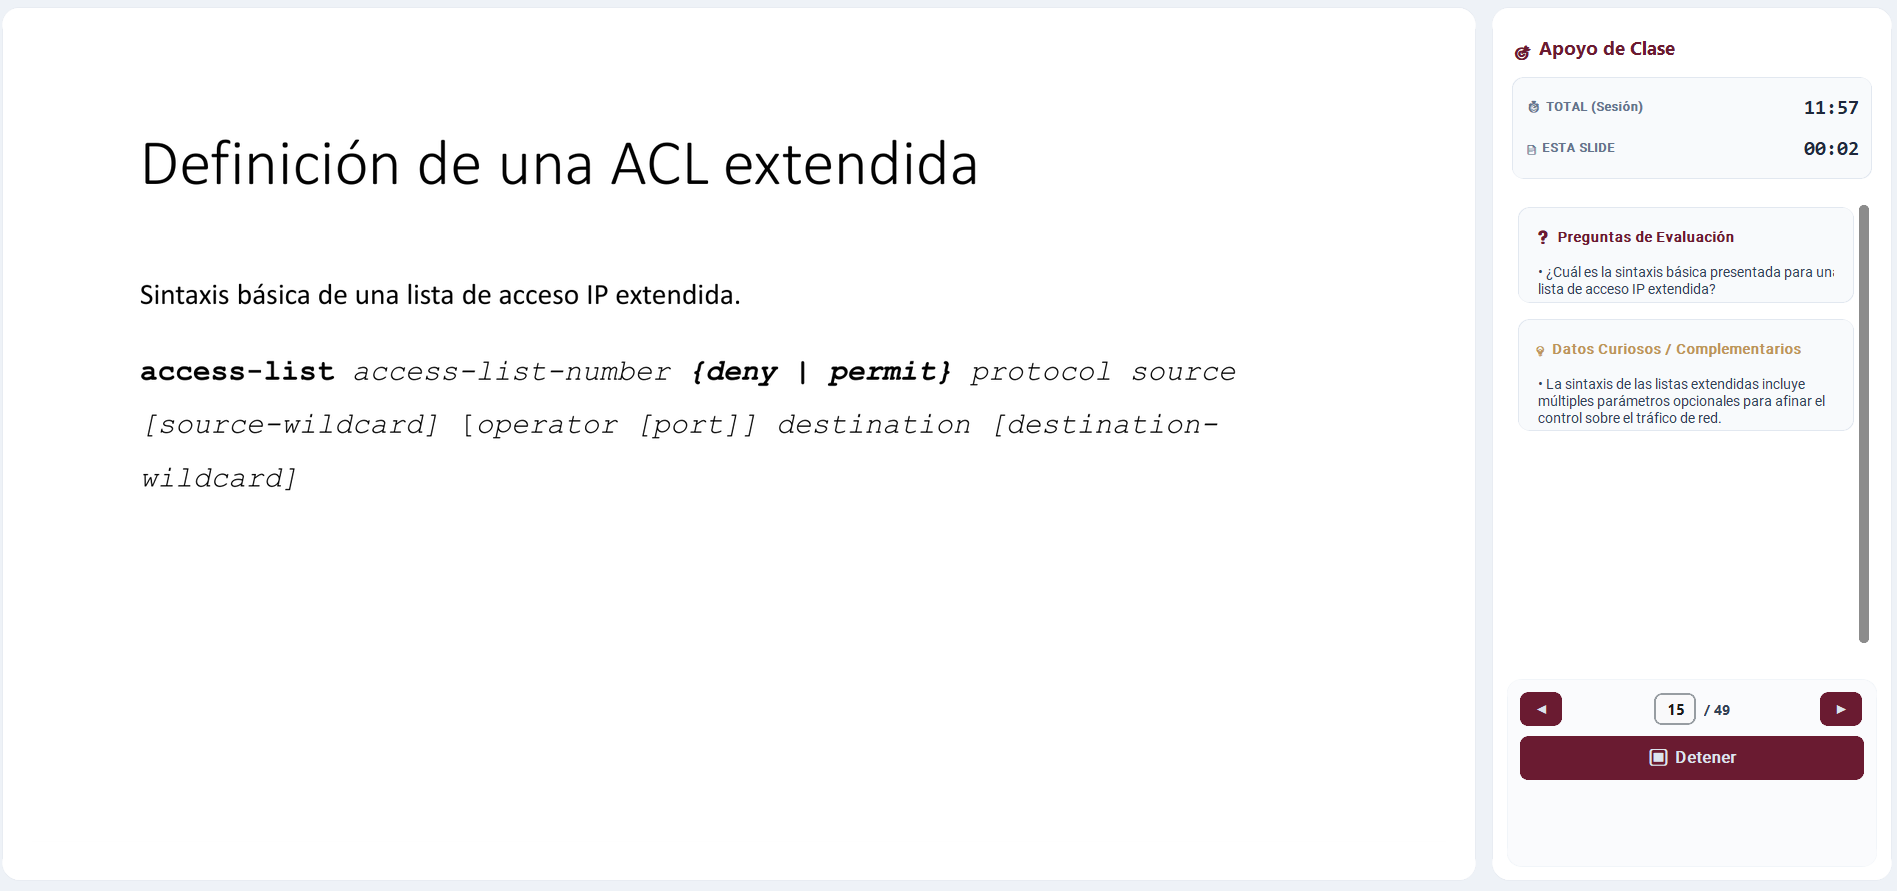 Definición de una ACL extendida
Sintaxis básica de una lista de acceso IP extendida.
access-list access-list-number {deny | permit} protocol source
[source-wildcard] [operator [port]] destination [destination-
wildcard]
Apoyo de Clase
TOTAL (Sesión) 11:57
ESTA SLIDE 00:02
? Preguntas de Evaluación
• ¿Cuál es la sintaxis básica presentada para una
lista de acceso IP extendida?
Datos Curiosos / Complementarios
• La sintaxis de las listas extendidas incluye
múltiples parámetros opcionales para afinar el
control sobre el tráfico de red.
◄ 15 / 49 ►
Detener